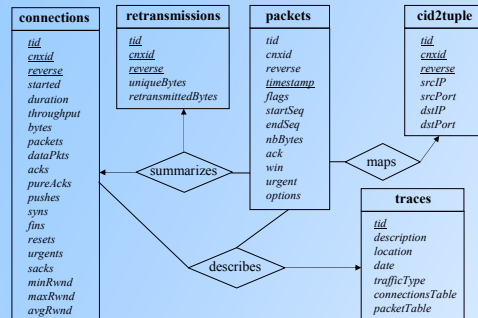 connections
tid
cnxid
reverse
started
duration
throughput
bytes
packets
dataPkts
acks
pureAcks
pushes
syns
fins
resets
urgents
sacks
minRwnd
maxRwnd
avgRwnd
retransmissions
tid
cnxid
reverse
uniqueBytes
retransmittedBytes
packets
tid
cnxid
reverse
timestamp
flags
startSeq
endSeq
nbBytes
ack
win
urgent
options
cid2tuple
tid
cnxid
reverse
srcIP
srcPort
dstIP
dstPort
summarizes
maps
describes
traces
tid
description
location
date
trafficType
connectionsTable
packetTable